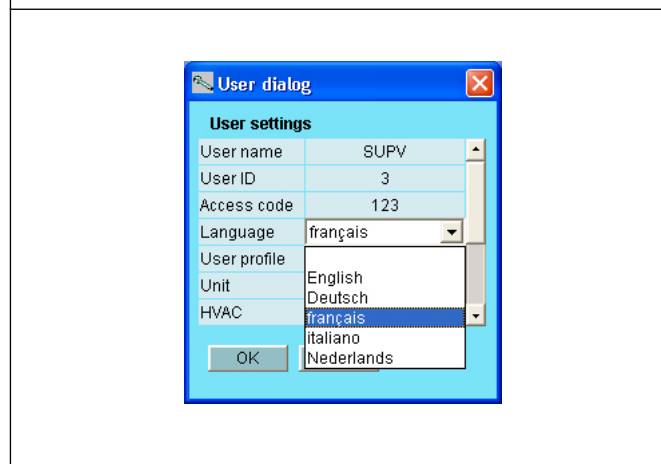 User dialog
User settings
User name SUPV
User ID 3
Access code 123
Language français
User profile
Unit
HVAC
English
Deutsch
français
italiano
Nederlands
OK